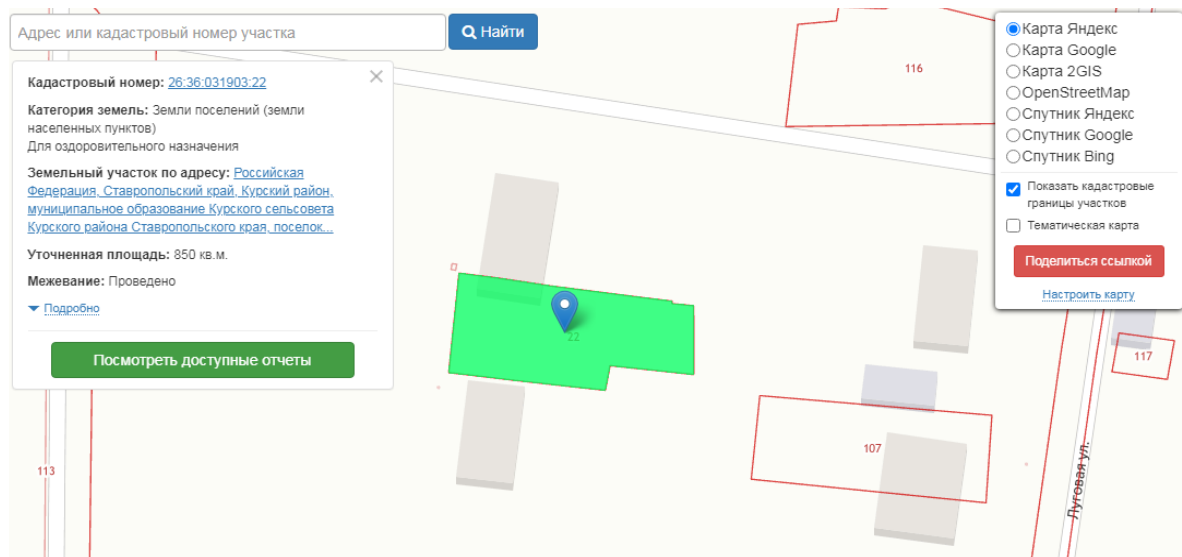 Адрес или кадастровый номер участка
Найти
Кадастровый номер: 26:36:031903:22
Категория земель: Земли поселений (земли
населенных пунктов)
Для оздоровительного назначения
Земельный участок по адресу: Российская
Федерация, Ставропольский край, Курский район,
муниципальное образование Курского сельсовета
Курского района Ставропольского края, поселок...
Уточненная площадь: 850 кв.м.
Межевание: Проведено
Подробно
Посмотреть доступные отчеты
Карта Яндекс
Карта Google
Карта 2GIS
OpenStreetMap
Спутник Яндекс
Спутник Google
Спутник Bing
Показать кадастровые
границы участков
Тематическая карта
Поделиться ссылкой
Настроить карту
116
22
117
107
113
Луговая ул.